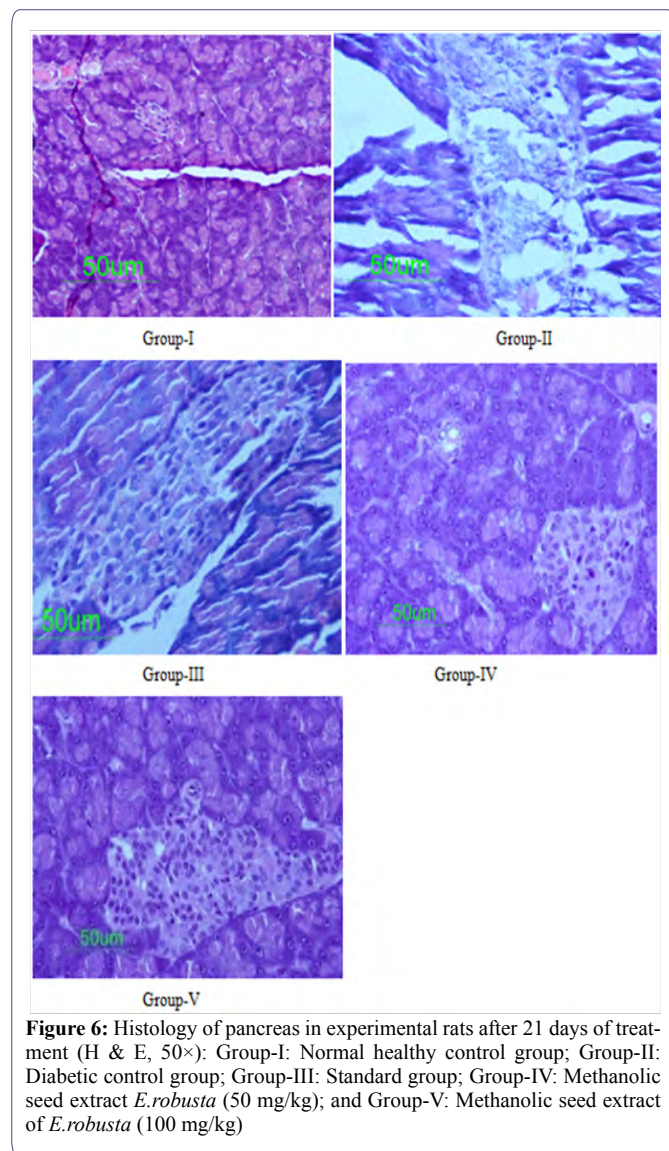 50um
50um
Group-I
Group-II
50um
50um
Group-III
Group-IV
50um
Group-V
Figure 6: Histology of pancreas in experimental rats after 21 days of treat-
ment (H & E, 50×): Group-I: Normal healthy control group; Group-II:
Diabetic control group; Group-III: Standard group; Group-IV: Methanolic
seed extract E.robusta (50 mg/kg); and Group-V: Methanolic seed extract
of E.robusta (100 mg/kg)